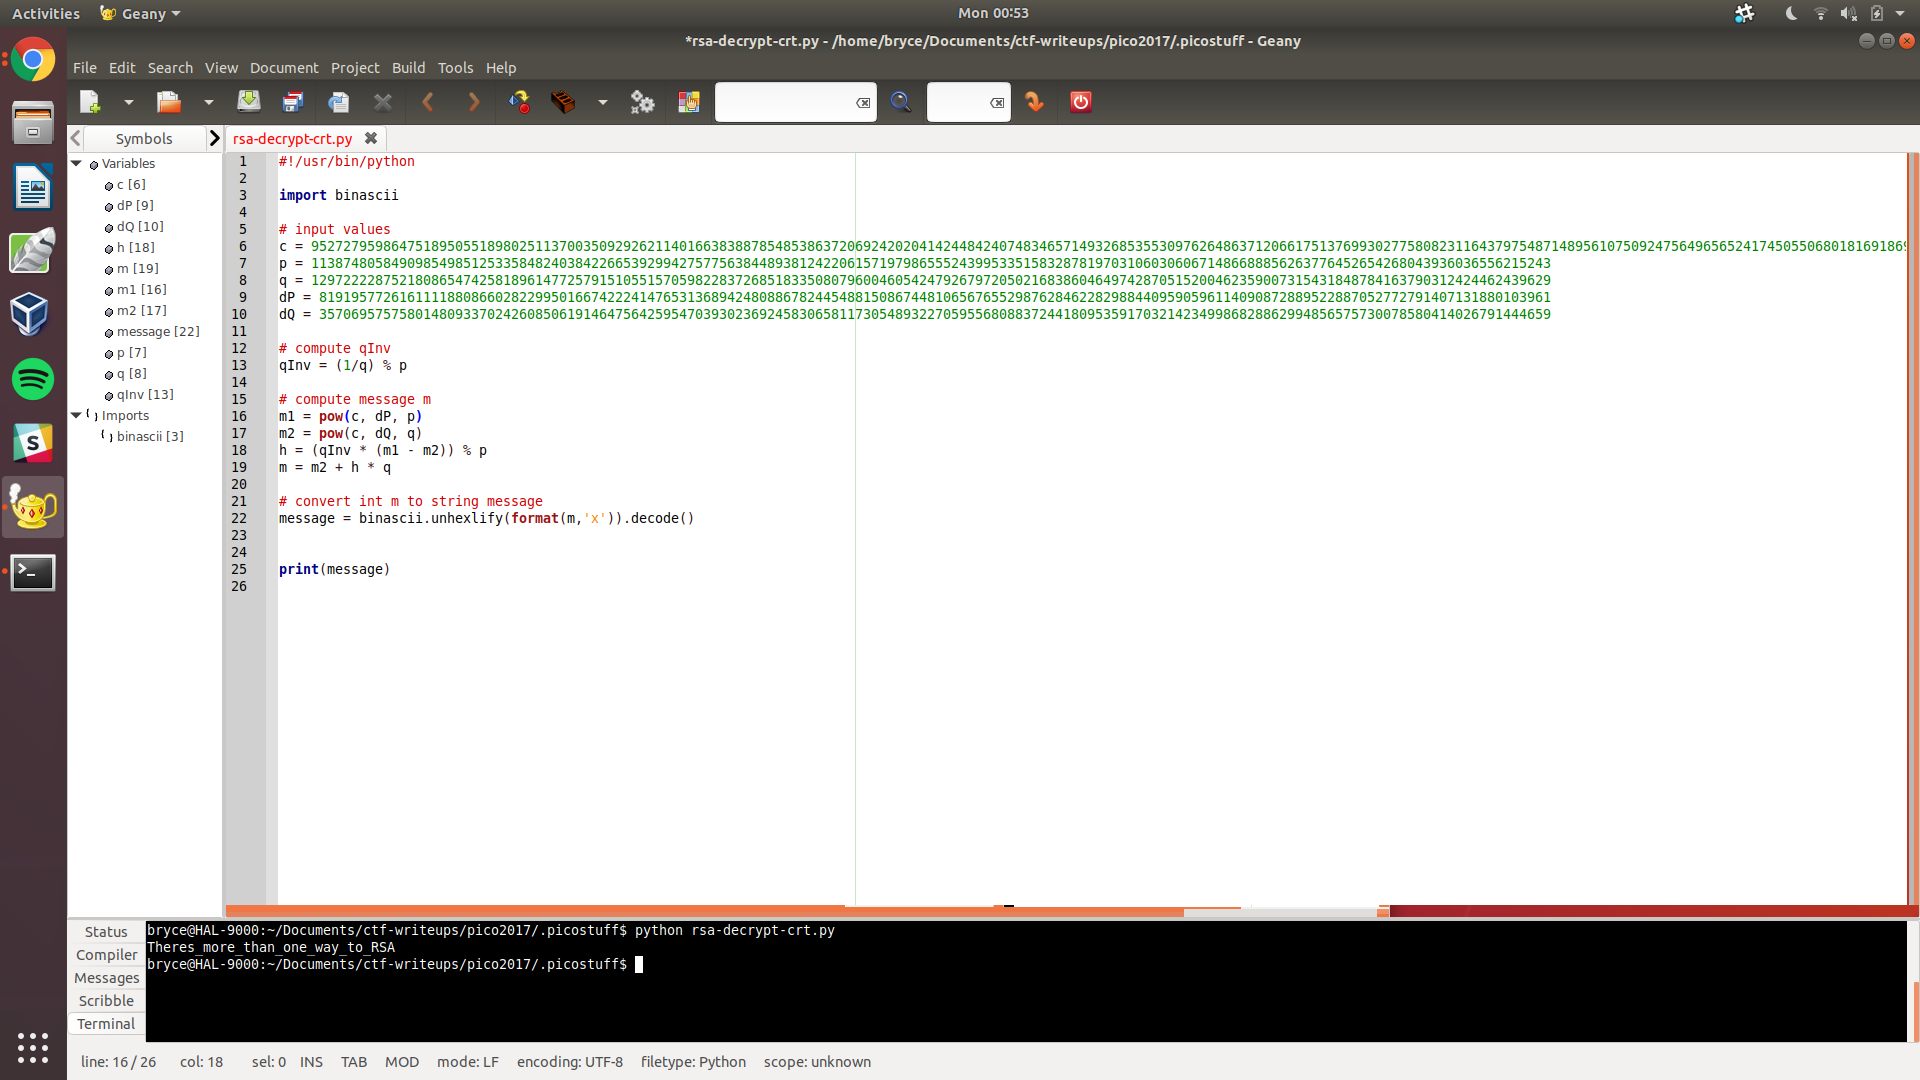 Activities Geany Mon 00:53
*rsa-decrypt-crt.py - /home/bryce/Documents/ctf-writeups/pico2017/.picostuff - Geany
File Edit Search View Document Project Build Tools Help
Symbols rsa-decrypt-crt.py
Variables
c [6]
dP [9]
dQ [10]
h [18]
m [19]
m1 [16]
m2 [17]
message [22]
p [7]
q [8]
qInv [13]
Imports
binascii [3]
1 #!/usr/bin/python
2
3 import binascii
4
5 # input values
6 c =
7 p =
8 q =
9 dP =
10 dQ =
11
12 # compute qInv
13 qInv = (1/q) % p
14
15 # compute message m
16 m1 = pow(c, dP, p)
17 m2 = pow(c, dQ, q)
18 h = (qInv * (m1 - m2)) % p
19 m = m2 + h * q
20
21 # convert int m to string message
22 message = binascii.unhexlify(format(m,'x')).decode()
23
24
25 print(message)
26
Status
Compiler
Messages
Scribble
Terminal
bryce@HAL-9000:~/Documents/ctf-writeups/pico2017/.picostuff$ python rsa-decrypt-crt.py
Theres_more_than_one_way_to_RSA
bryce@HAL-9000:~/Documents/ctf-writeups/pico2017/.picostuff$
line: 16 / 26 col: 18 sel: 0 INS TAB MOD mode: LF encoding: UTF-8 filetype: Python scope: unknown